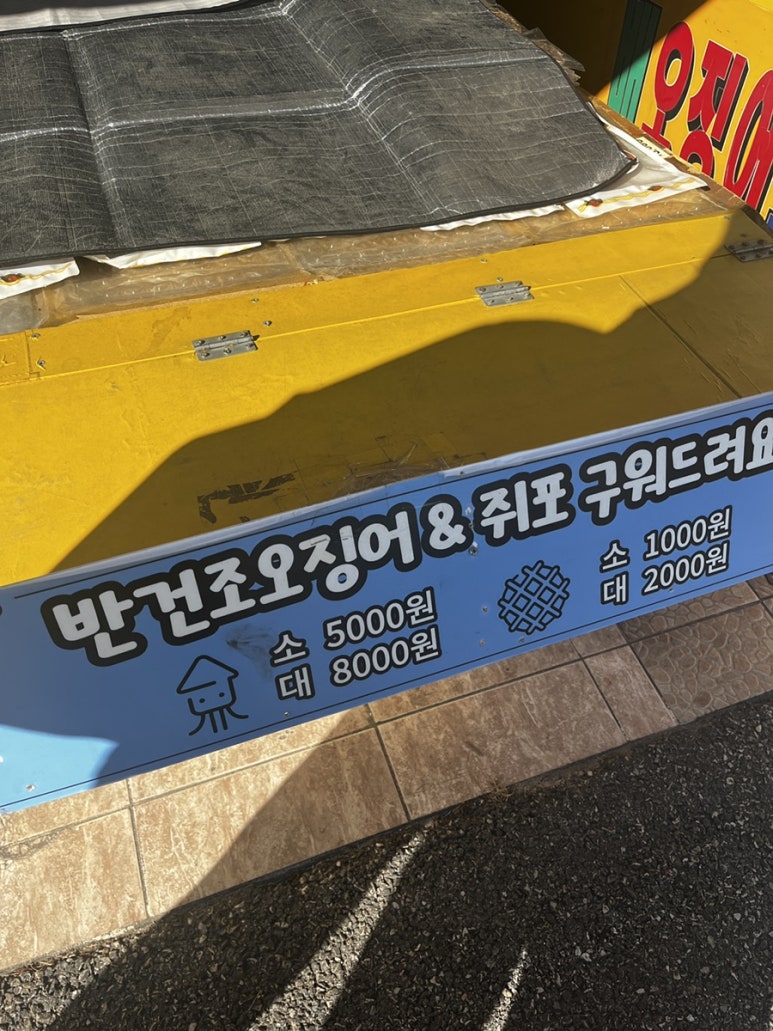 오징어
반건조오징어 & 쥐포 구워드려요
소 5000원
대 8000원
소 1000원
대 2000원